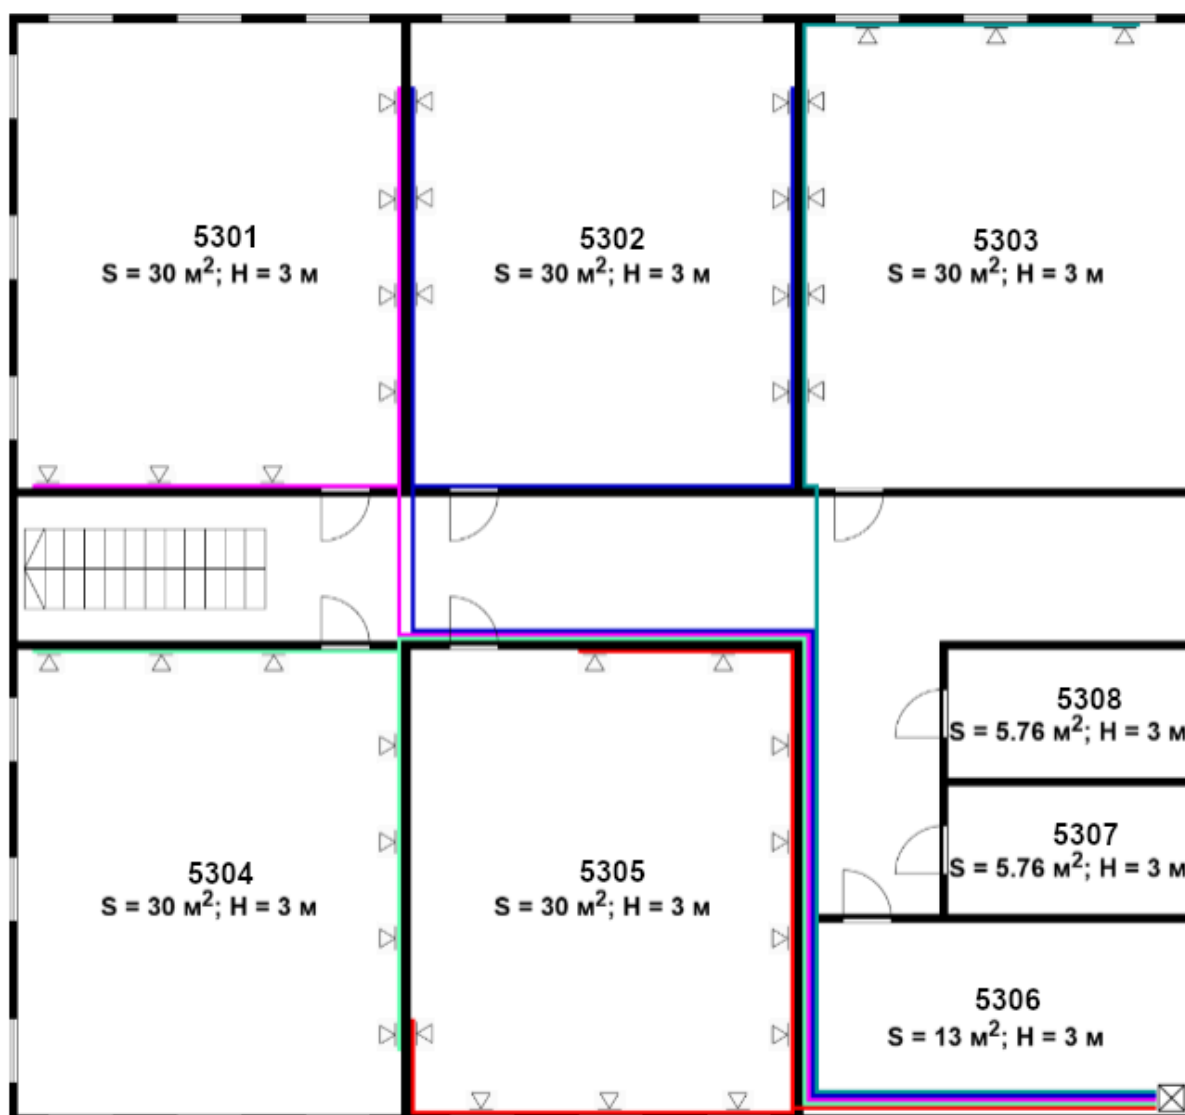 5301
S = 30 м²; H = 3 м
5302
S = 30 м²; H = 3 м
5303
S = 30 м²; H = 3 м
5308
S = 5.76 м²; H = 3 м
5307
S = 5.76 м²; H = 3 м
5304
S = 30 м²; H = 3 м
5305
S = 30 м²; H = 3 м
5306
S = 13 м²; H = 3 м